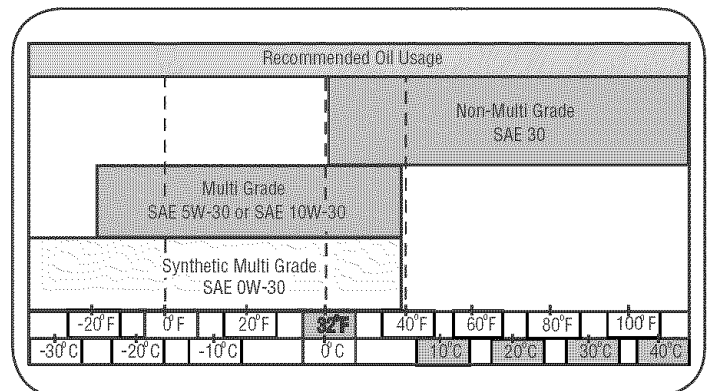 Recommended Oil Usage
Non-Multi Grade
SAE 30
Multi Grade
SAE 5W-30 or SAE 10W-30
Synthetic Multi Grade
SAE 0W-30
-20°F 0°F 20°F 32°F 40°F 60°F 80°F 100°F
-30°C -20°C -10°C 0°C 10°C 20°C 30°C 40°C